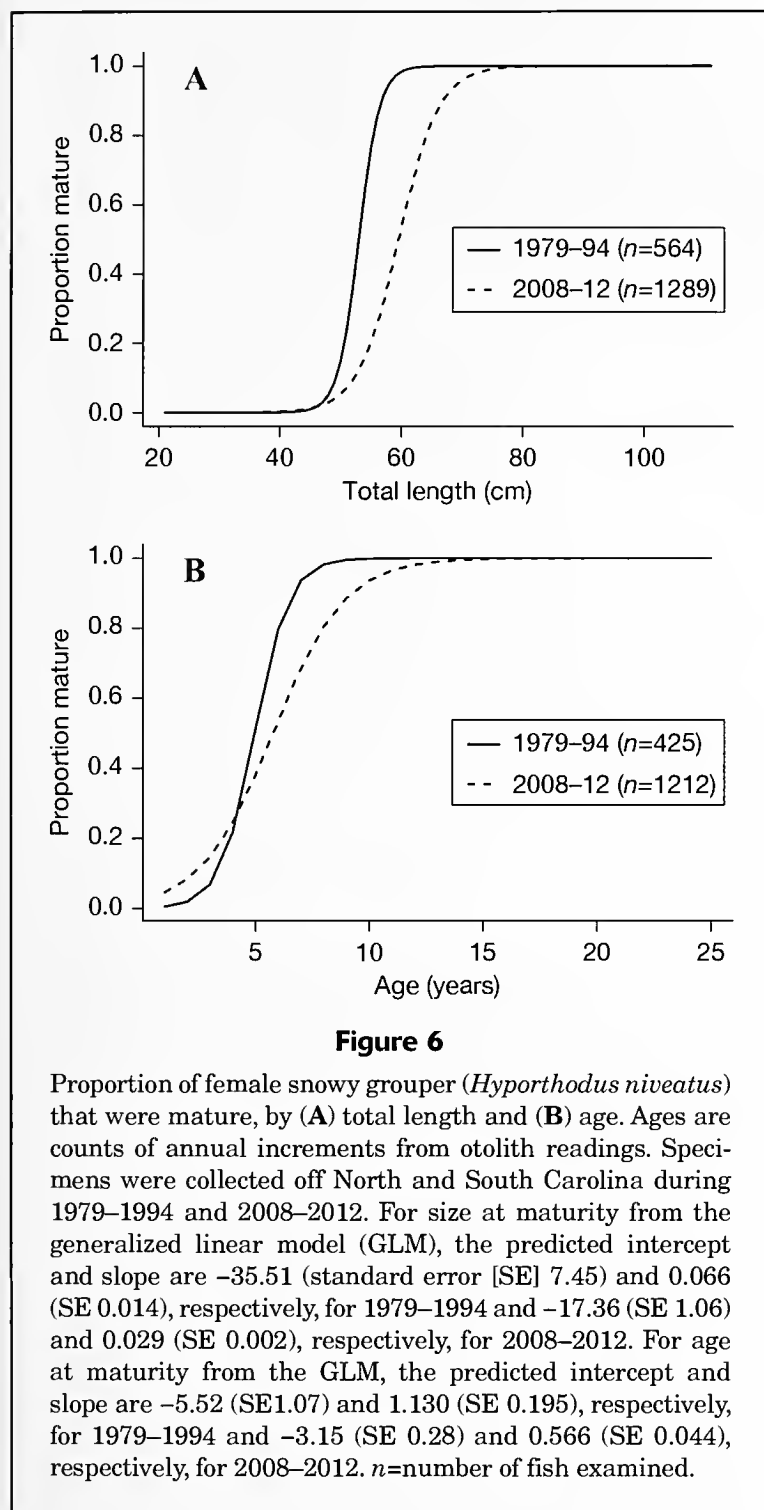 A
1.0
0.8
0.6
0.4
0.2
0.0
Proportion mature
1979–94 (n=564)
2008–12 (n=1289)
20 40 60 80 100
Total length (cm)
B
1.0
0.8
0.6
0.4
0.2
0.0
Proportion mature
1979–94 (n=425)
2008–12 (n=1212)
5 10 15 20 25
Age (years)
Figure 6
Proportion of female snowy grouper (Hyporthodus niveatus)
that were mature, by (A) total length and (B) age. Ages are
counts of annual increments from otolith readings. Speci-
mens were collected off North and South Carolina during
1979–1994 and 2008–2012. For size at maturity from the
generalized linear model (GLM), the predicted intercept
and slope are –35.51 (standard error [SE] 7.45) and 0.066
(SE 0.014), respectively, for 1979–1994 and –17.36 (SE 1.06)
and 0.029 (SE 0.002), respectively, for 2008–2012. For age
at maturity from the GLM, the predicted intercept and
slope are –5.52 (SE1.07) and 1.130 (SE 0.195), respectively,
for 1979–1994 and –3.15 (SE 0.28) and 0.566 (SE 0.044),
respectively, for 2008–2012. n=number of fish examined.